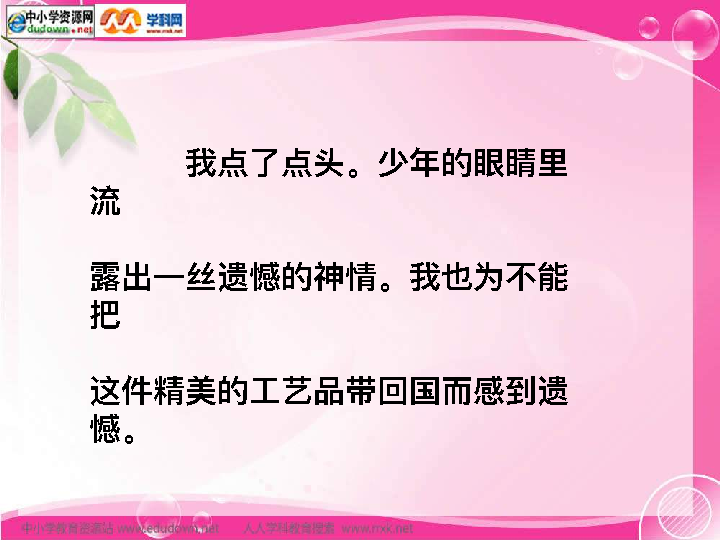 中小学资源网
dudown.net
学科网
www.nxk.net
我点了点头。少年的眼睛里
流
露出一丝遗憾的神情。我也为不能
把
这件精美的工艺品带回国而感到遗
憾。
中小学教育资源站 www.edudown.net 人人学科教育搜索 www.nxk.net